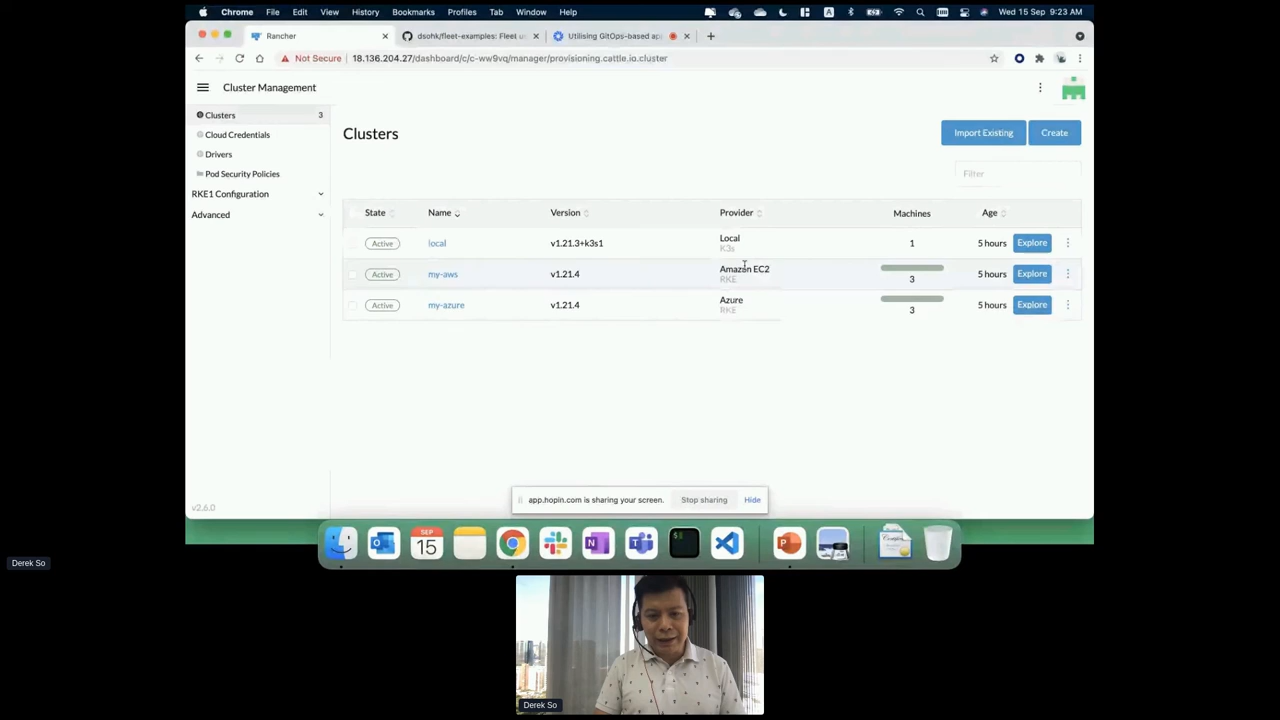 Chrome File Edit View History Bookmarks Profiles Tab Window Help Wed 15 Sep 9:23 AM
Rancher dsohk/fleet-examples: Fleet u Utilising GitOps-based ap
Not Secure 18.136.204.27/dashboard/c/c-ww9vq/manager/provisioning.cattle.io.cluster
Cluster Management
Clusters 3
Cloud Credentials
Drivers
Pod Security Policies
RKE1 Configuration
Advanced
Clusters
Import Existing Create
Filter
State Name Version Provider Machines Age
Active local v1.21.3+k3s1 Local 1 5 hours Explore
K3s
Active my-aws v1.21.4 Amazon EC2 3 5 hours Explore
RKE
Active my-azure v1.21.4 Azure 3 5 hours Explore
RKE
v2.6.0
app.hopin.com is sharing your screen. Stop sharing Hide
SEP
15
Derek So
Derek So